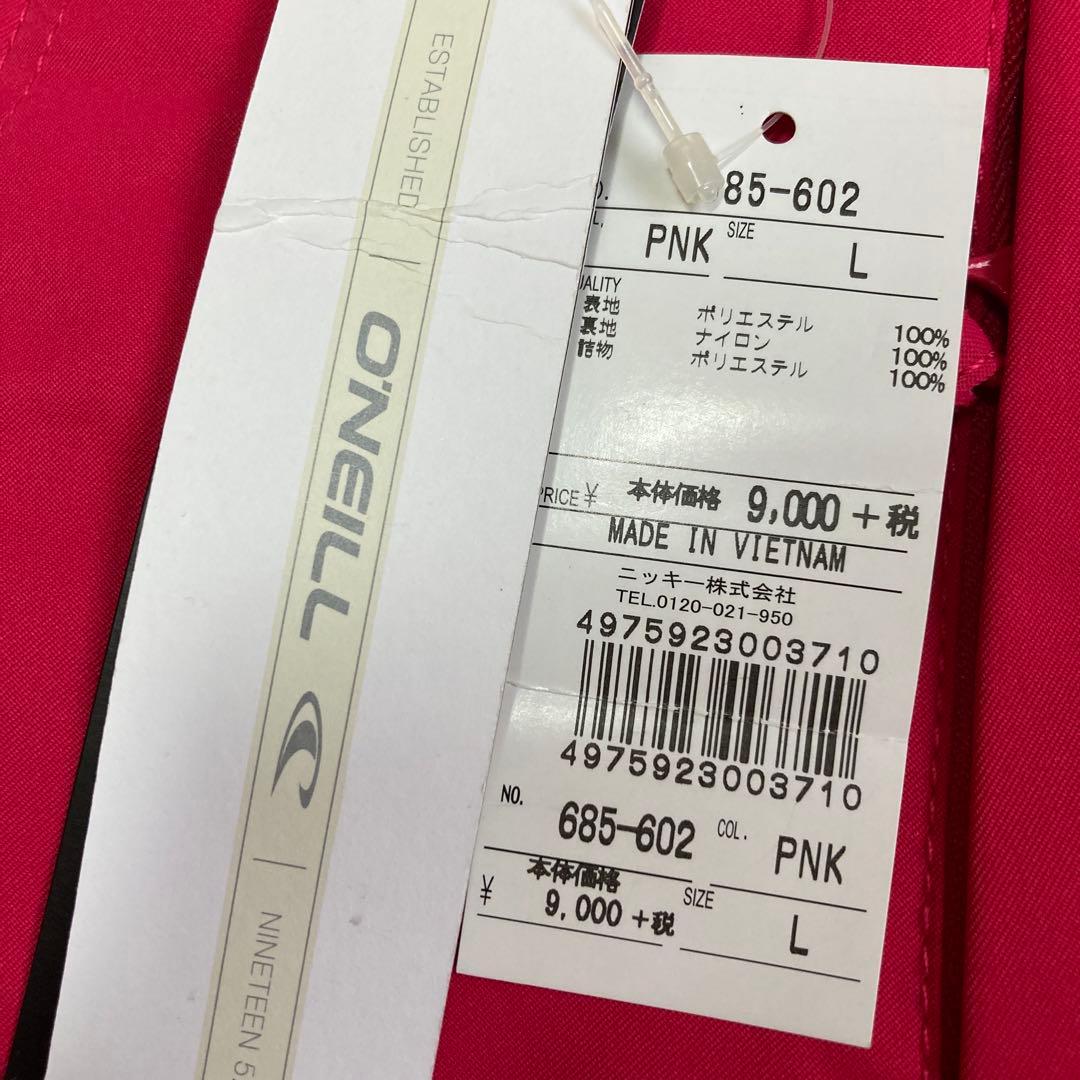 ESTABLISHED
O'NEILL
NINETEEN
85-602
PNK SIZE L
表地 ポリエステル 100%
裏地 ナイロン 100%
詰物 ポリエステル 100%
PRICE ¥ 本体価格 9,000 +税
MADE IN VIETNAM
ニッキー株式会社
TEL.0120-021-950
4975923003710
4975923003710
NO. 685-602 COL. PNK
本体価格
¥ 9,000 +税 SIZE L